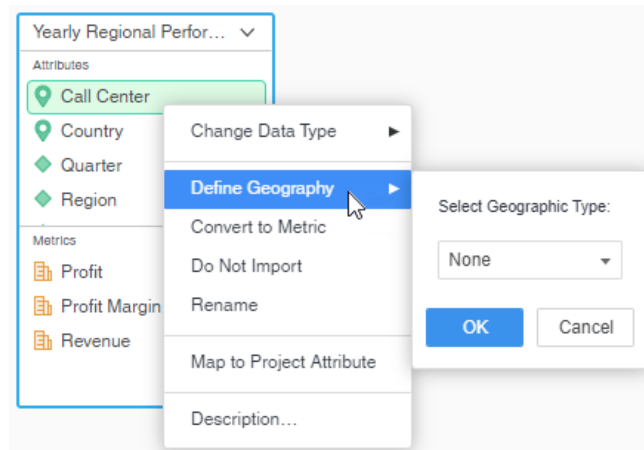 Yearly Regional Perfor...
Attributes
Call Center
Country
Quarter
Region
Metrics
Profit
Profit Margin
Revenue
Change Data Type
Define Geography
Convert to Metric
Do Not Import
Rename
Map to Project Attribute
Description...
Select Geographic Type:
None
OK Cancel